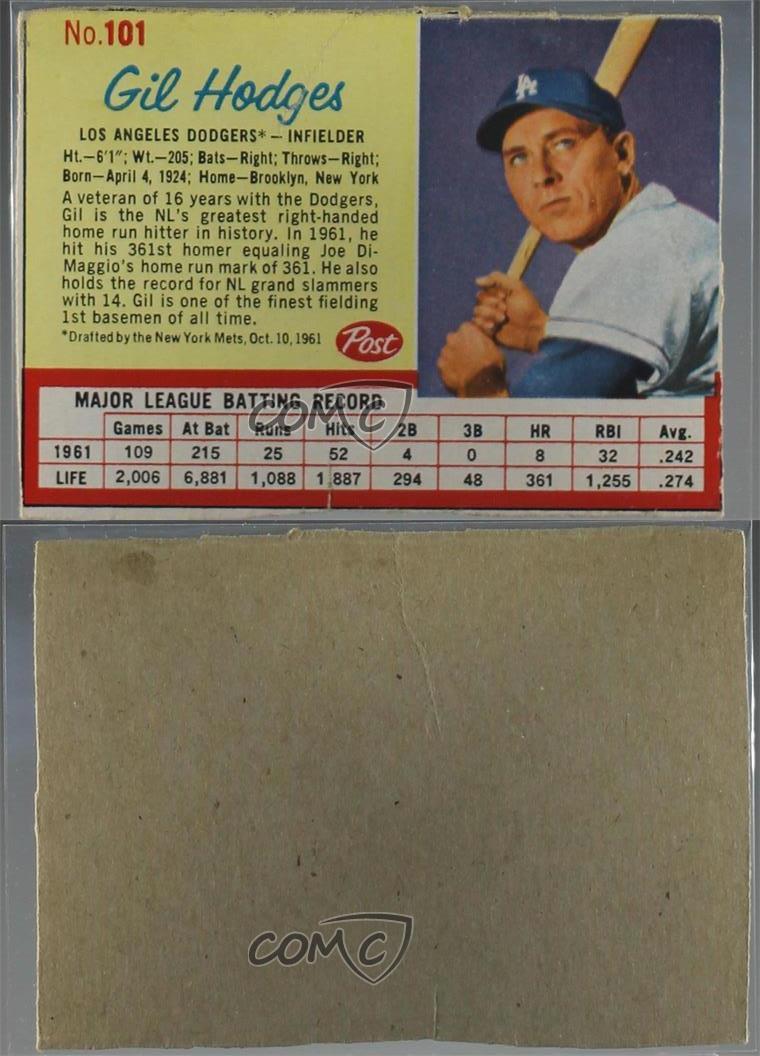 No.101
Gil Hodges
LOS ANGELES DODGERS* — INFIELDER
Ht.—6'1"; Wt.—205; Bats—Right; Throws—Right;
Born—April 4, 1924; Home—Brooklyn, New York
A veteran of 16 years with the Dodgers,
Gil is the NL's greatest right-handed
home run hitter in history. In 1961, he
hit his 361st homer equaling Joe Di-
Maggio's home run mark of 361. He also
holds the record for NL grand slammers
with 14. Gil is one of the finest fielding
1st basemen of all time.
*Drafted by the New York Mets, Oct. 10, 1961
Post
LA
MAJOR LEAGUE BATTING RECORD
Games At Bat Runs Hits 2B 3B HR RBI Avg.
1961 109 215 25 52 4 0 8 32 .242
LIFE 2,006 6,881 1,088 1,887 294 48 361 1,255 .274
COMC
COMC